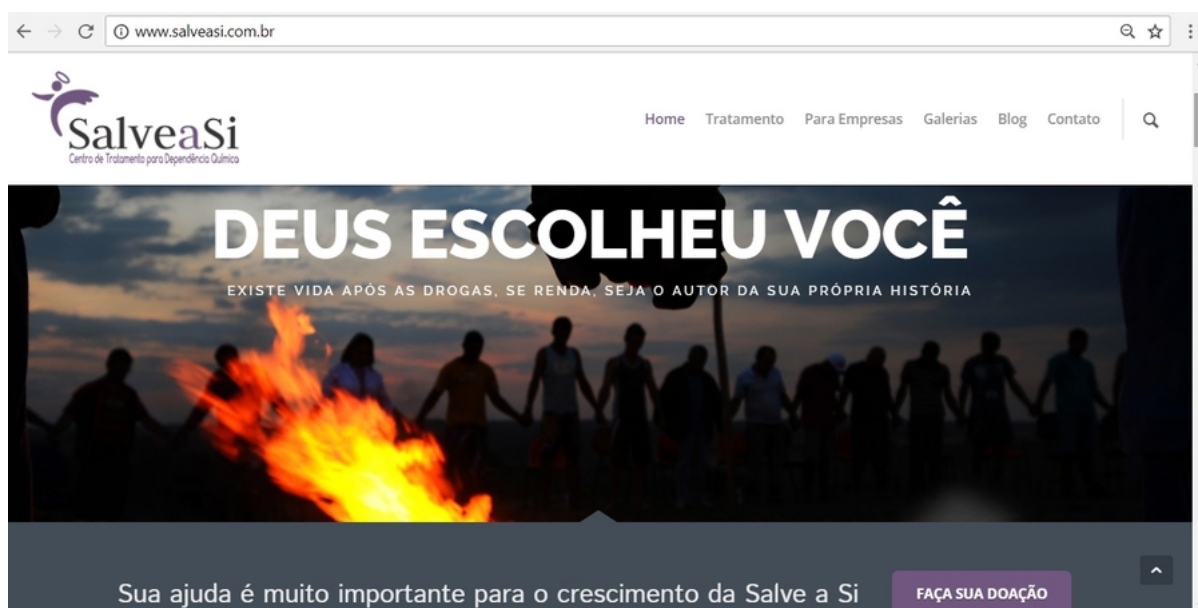 www.salveasi.com.br
SalveaSi
Centro de Tratamento para Dependência Química
Home Tratamento Para Empresas Galerias Blog Contato
DEUS ESCOLHEU VOCÊ
EXISTE VIDA APÓS AS DROGAS, SE RENDA, SEJA O AUTOR DA SUA PRÓPRIA HISTÓRIA
Sua ajuda é muito importante para o crescimento da Salve a Si FAÇA SUA DOAÇÃO